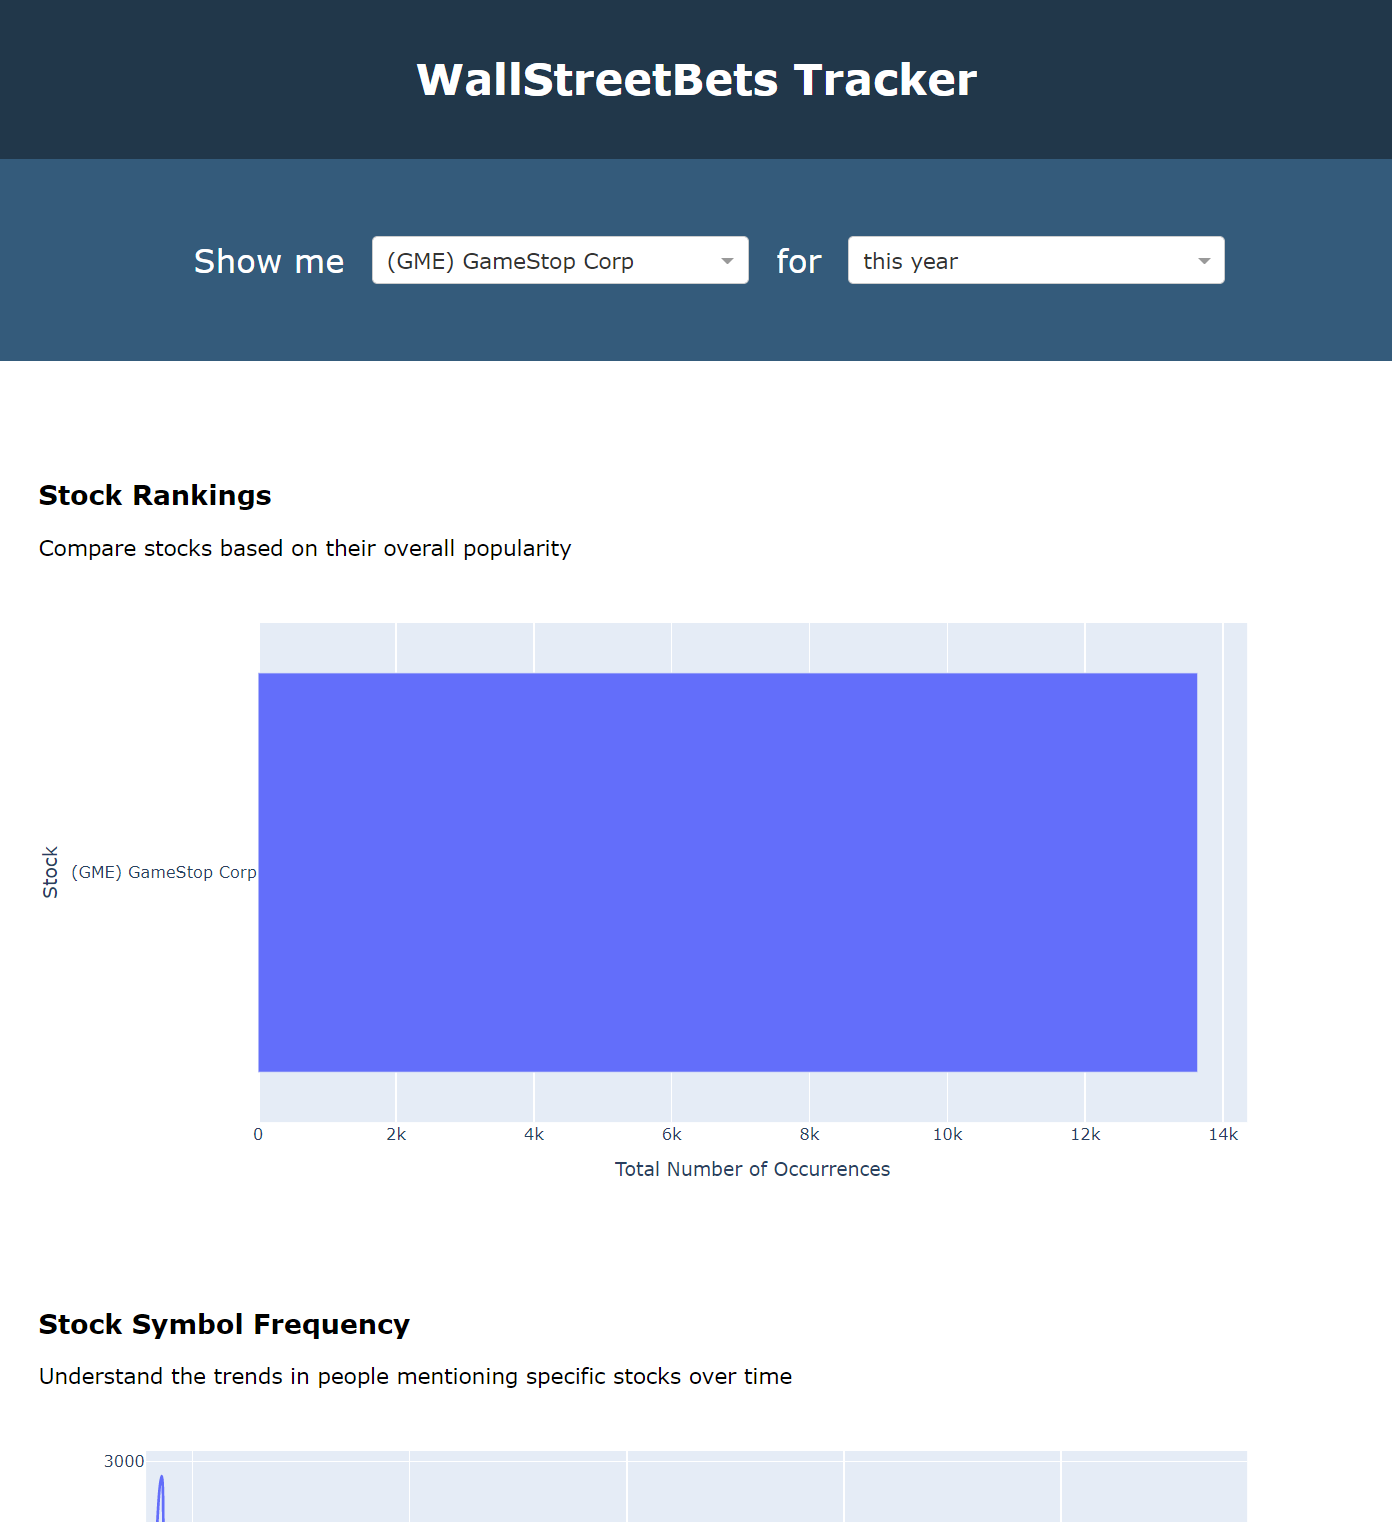 WallStreetBets Tracker
Show me (GME) GameStop Corp for this year
Stock Rankings
Compare stocks based on their overall popularity
Stock
(GME) GameStop Corp
0 2k 4k 6k 8k 10k 12k 14k
Total Number of Occurrences
Stock Symbol Frequency
Understand the trends in people mentioning specific stocks over time
3000